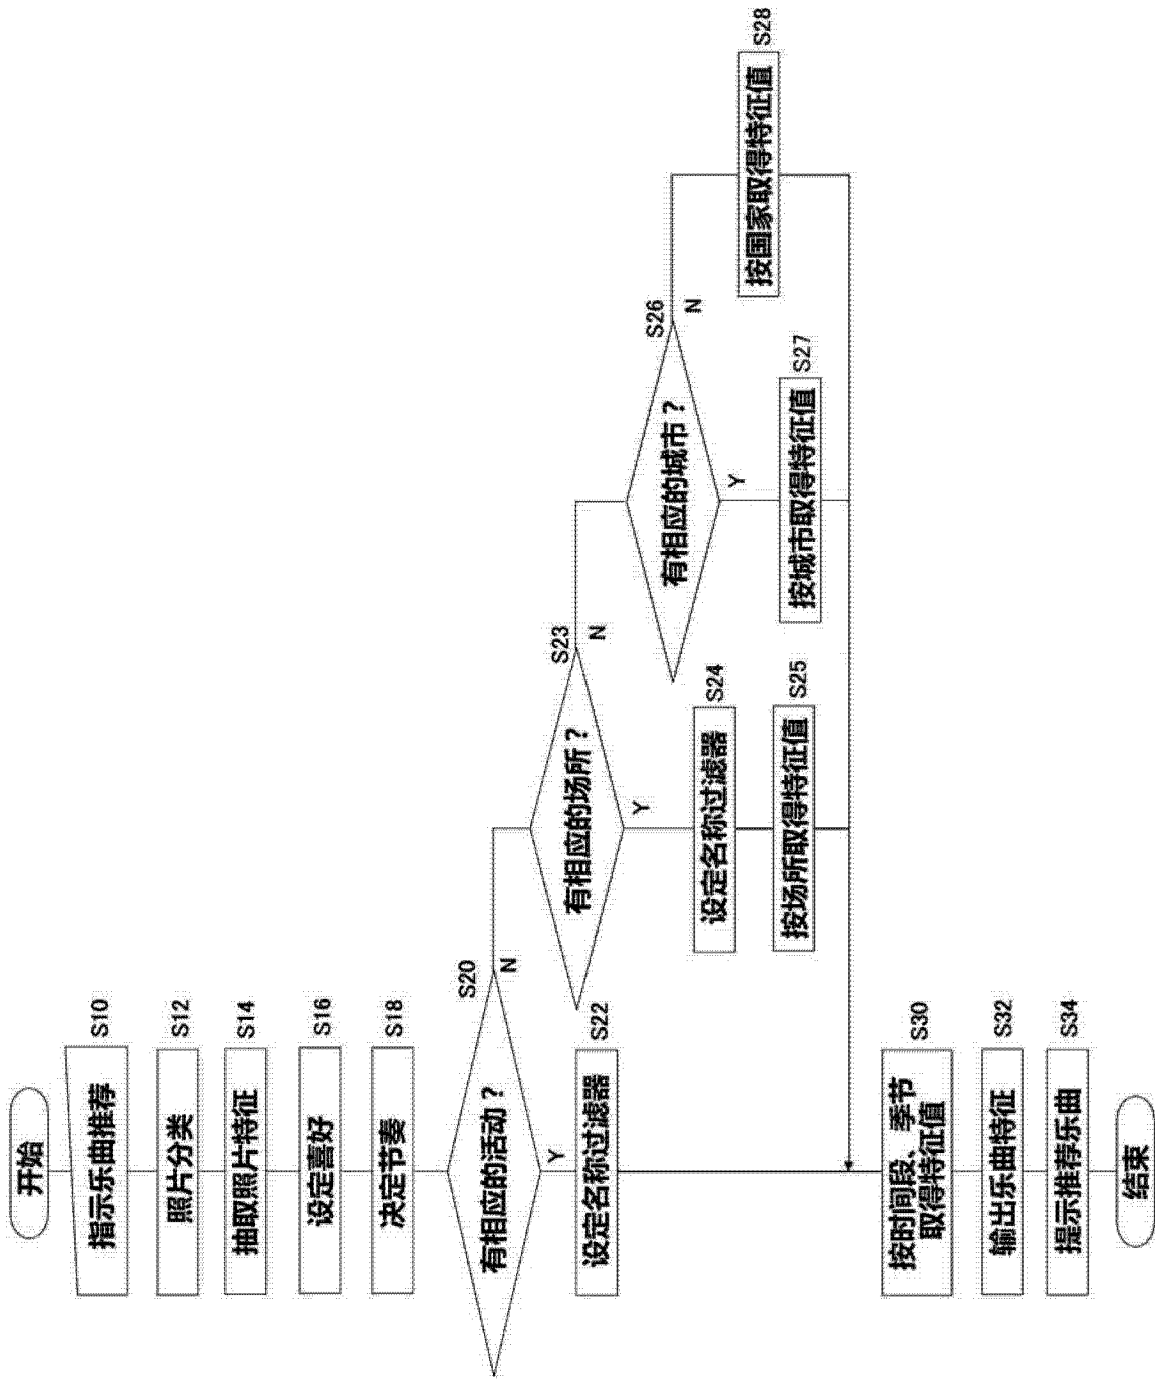 开始
指示乐曲推荐
S10
照片分类
S12
抽取照片特征
S14
设定喜好
S16
决定节奏
S18
有相应的活动？
S20
N
Y
设定名称过滤器
S22
有相应的场所？
S23
N
Y
设定名称过滤器
S24
按场所取得特征值
S25
有相应的城市？
S26
N
Y
按城市取得特征值
S27
按国家取得特征值
S28
按时间段、季节
取得特征值
S30
输出乐曲特征
S32
提示推荐乐曲
S34
结束